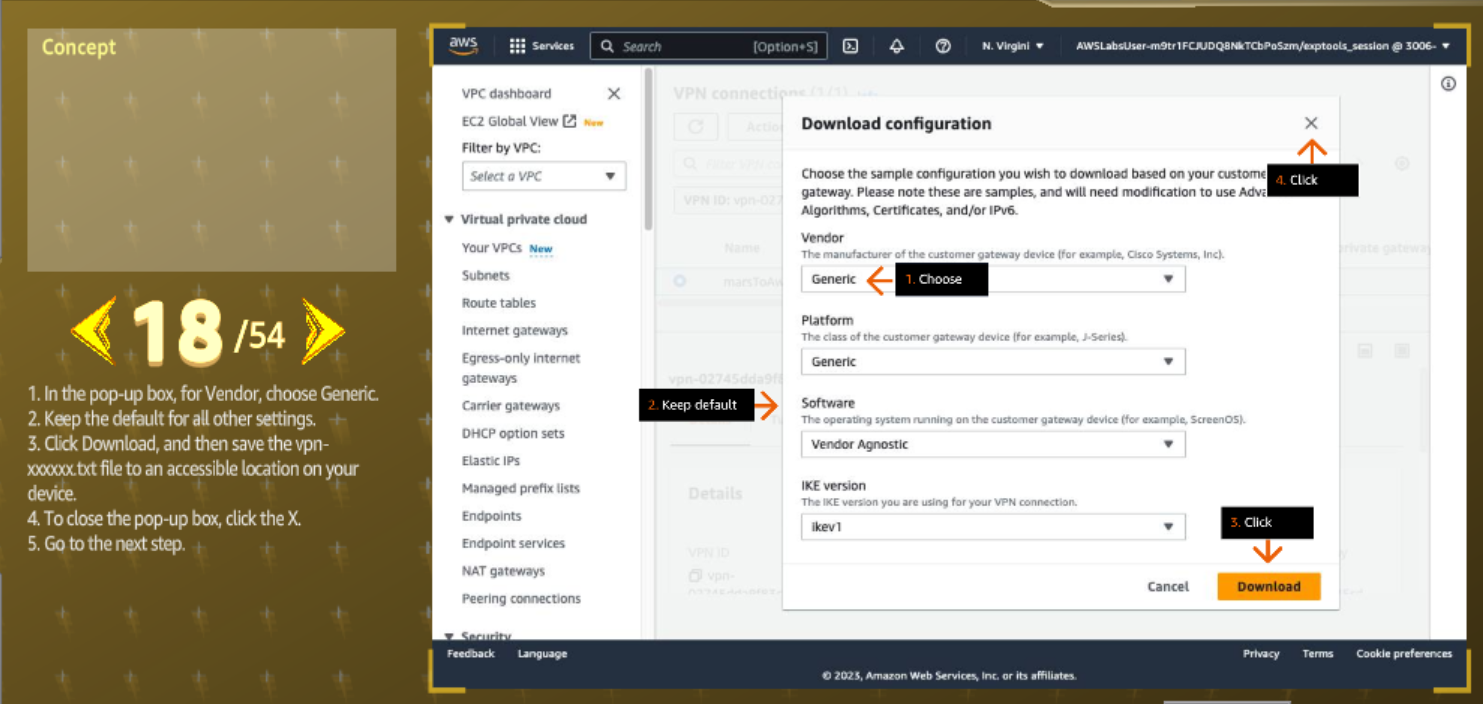 Concept
18 /54
1. In the pop-up box, for Vendor, choose Generic.
2. Keep the default for all other settings.
3. Click Download, and then save the vpn-
xxxxxx.txt file to an accessible location on your
device.
4. To close the pop-up box, click the X.
5. Go to the next step.
aws
Services
Search
[Option+S]
N. Virgini
AWSLabsUser-m9tr1FCJUDQ8NkTCbPoSzm/exptools_session @ 3006-
VPC dashboard
EC2 Global View New
Filter by VPC:
Select a VPC
Virtual private cloud
Your VPCs New
Subnets
Route tables
Internet gateways
Egress-only internet
gateways
Carrier gateways
DHCP option sets
Elastic IPs
Managed prefix lists
Endpoints
Endpoint services
NAT gateways
Peering connections
Security
VPN connections (1/1)
Actio
Filter VPN co
VPN ID: vpn-027
Name
marsToAw
private gateway
vpn-02745dda9f8
Details
VPN ID
vpn-
Download configuration
4. Click
Choose the sample configuration you wish to download based on your custome
gateway. Please note these are samples, and will need modification to use Adva
Algorithms, Certificates, and/or IPv6.
Vendor
The manufacturer of the customer gateway device (for example, Cisco Systems, Inc).
Generic
1. Choose
Platform
The class of the customer gateway device (for example, J-Series).
Generic
2. Keep default
Software
The operating system running on the customer gateway device (for example, ScreenOS).
Vendor Agnostic
IKE version
The IKE version you are using for your VPN connection.
Ikev1
3. Click
Cancel
Download
Feedback
Language
Privacy
Terms
Cookie preferences
© 2023, Amazon Web Services, Inc. or its affiliates.